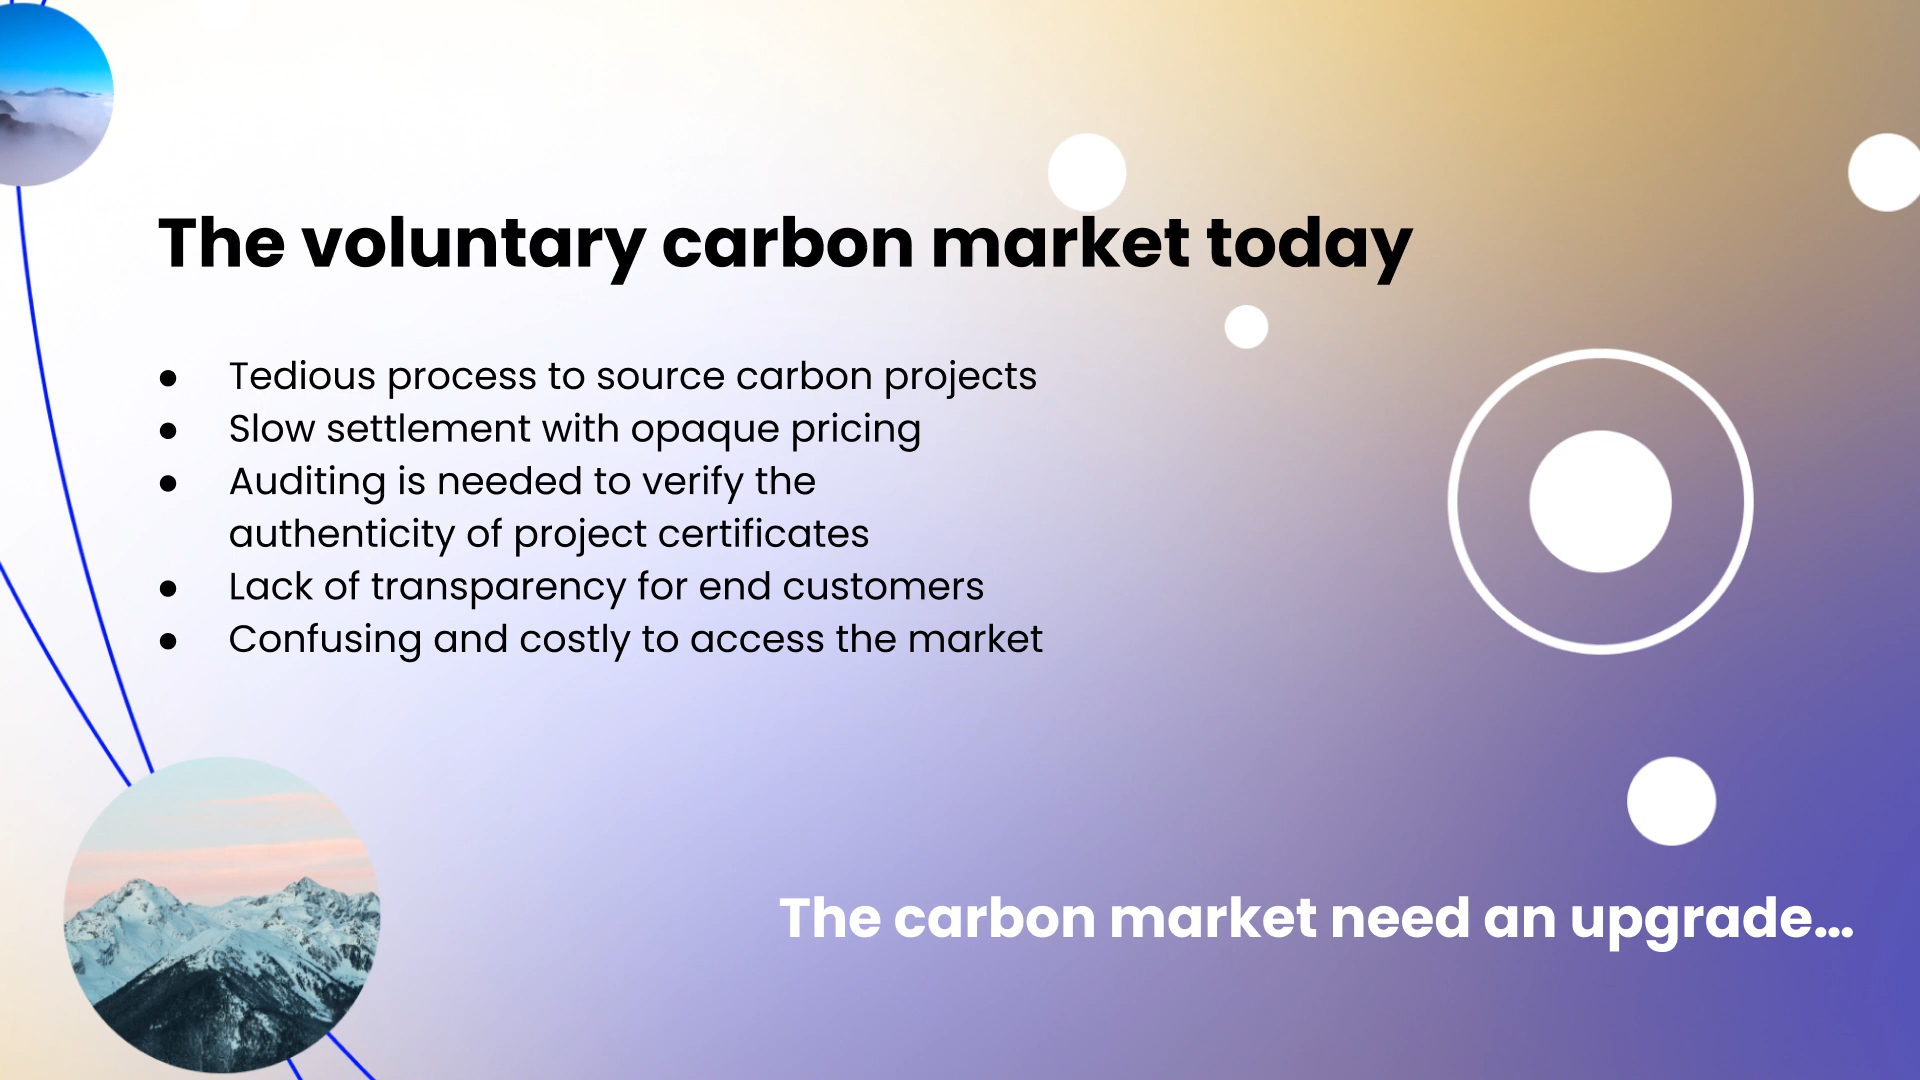 The voluntary carbon market today
● Tedious process to source carbon projects
● Slow settlement with opaque pricing
● Auditing is needed to verify the
authenticity of project certificates
● Lack of transparency for end customers
● Confusing and costly to access the market
The carbon market need an upgrade...